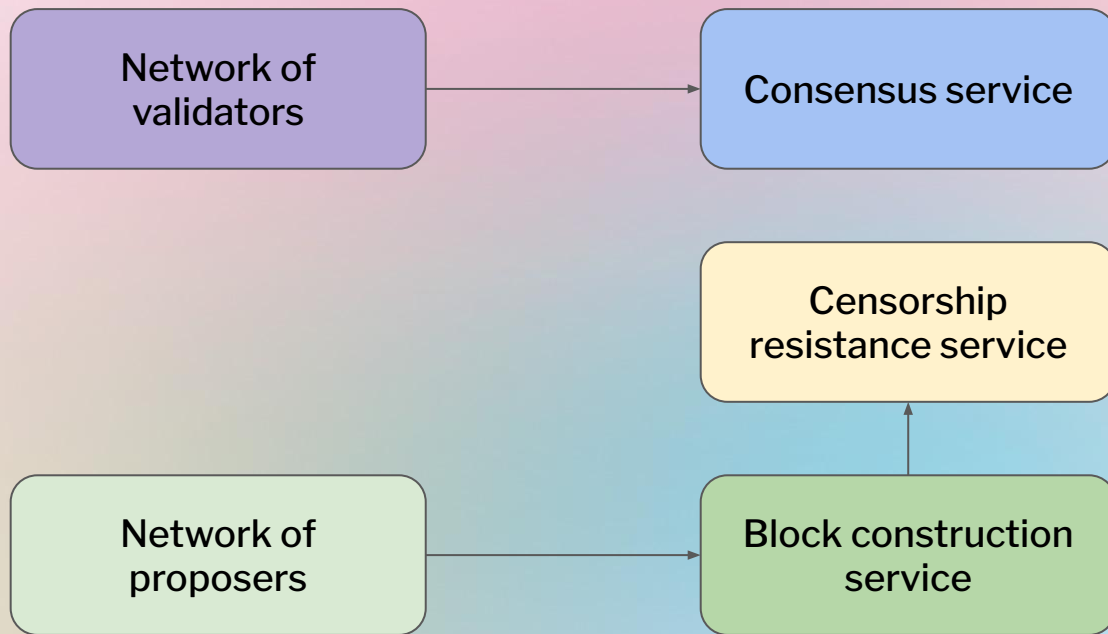 Network of
validators
Consensus service
Censorship
resistance service
Network of
proposers
Block construction
service